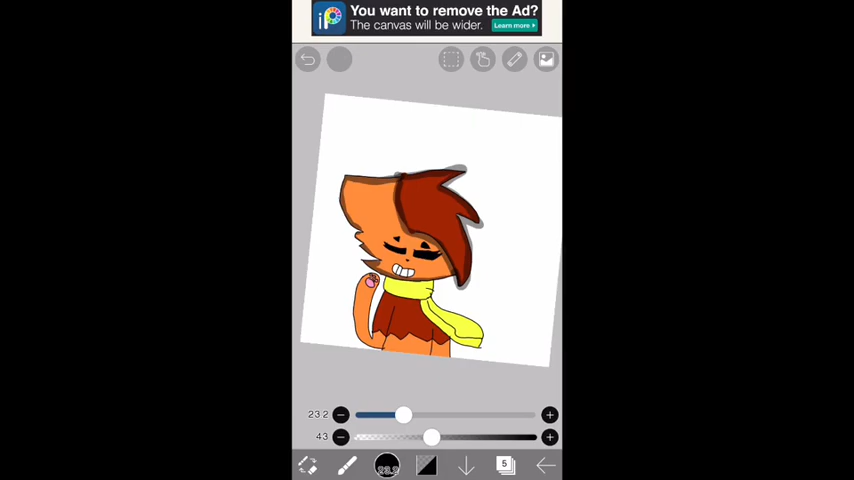 iP
You want to remove the Ad?
The canvas will be wider.
Learn more
23.2
43
23.2
5